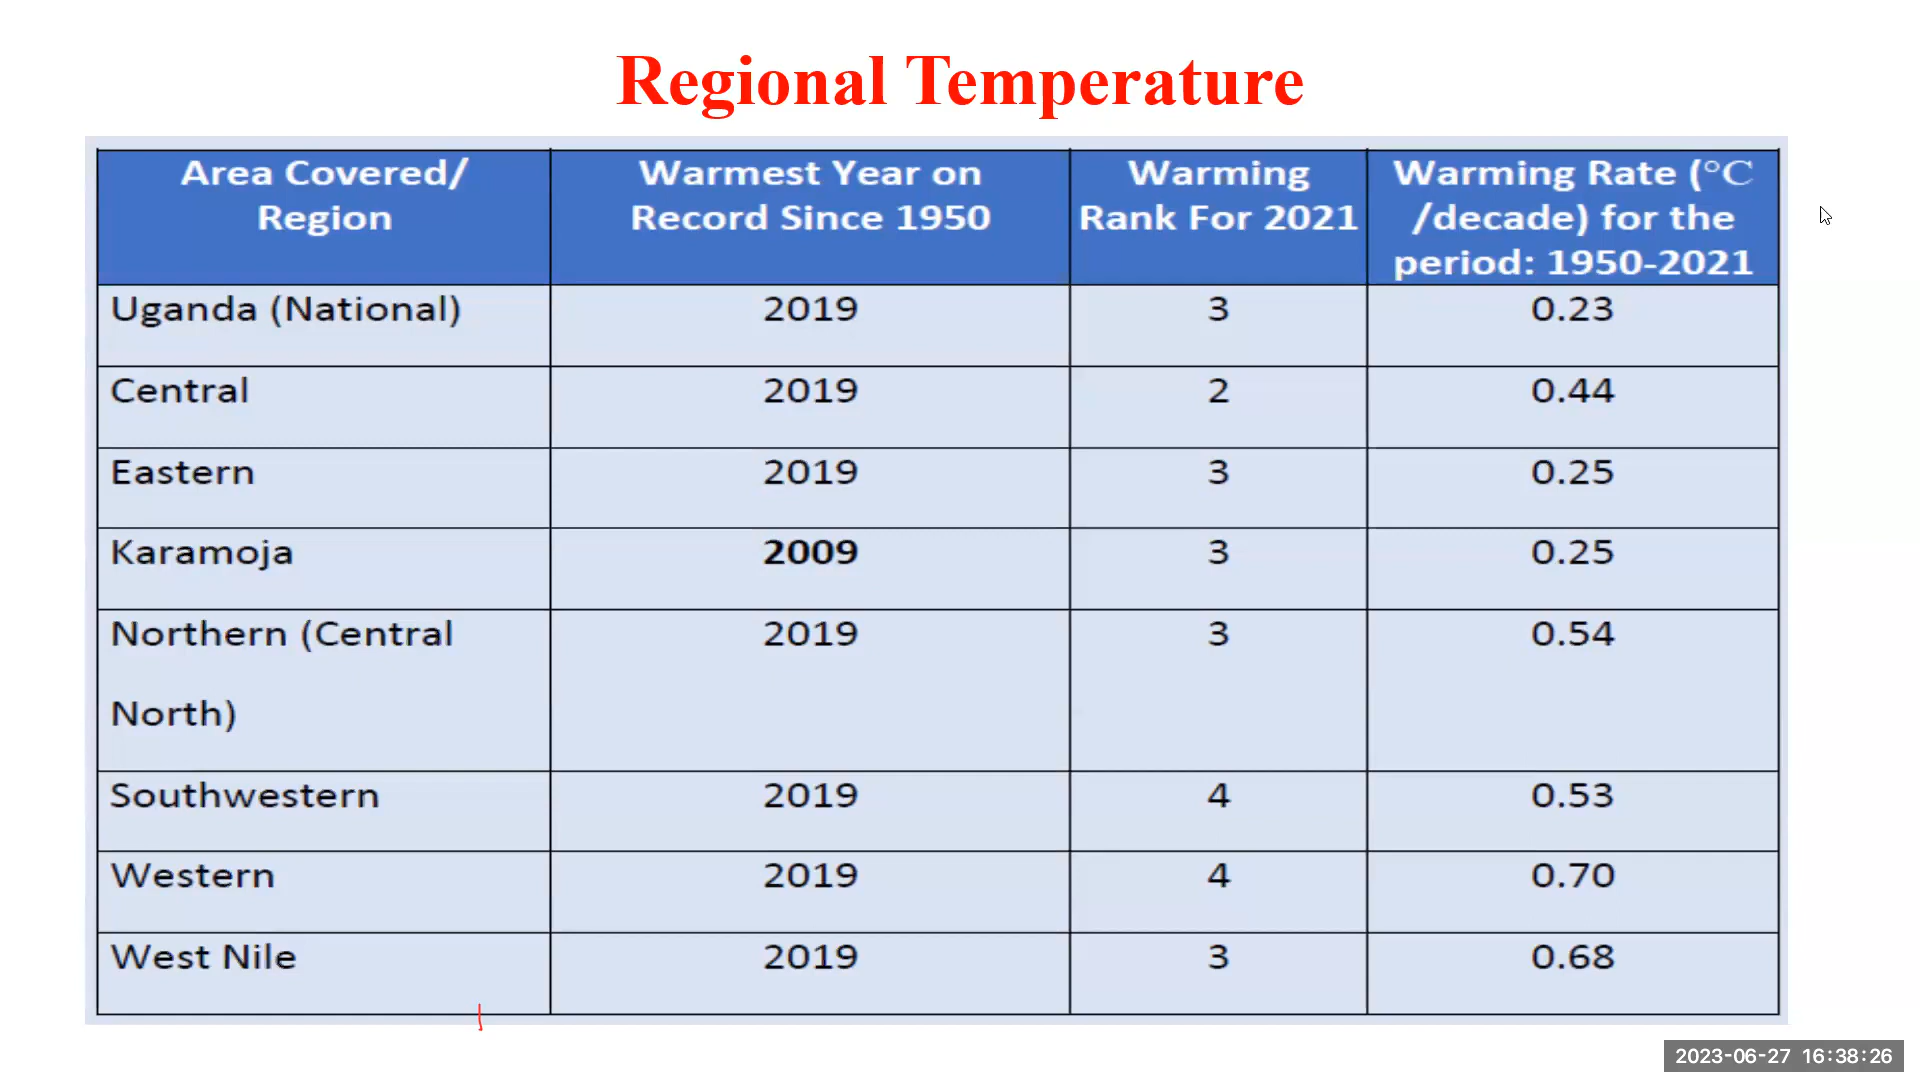 Regional Temperature
Area Covered/ Warmest Year on Warming Warming Rate (°C
Region Record Since 1950 Rank For 2021 /decade) for the
period: 1950-2021
Uganda (National) 2019 3 0.23
Central 2019 2 0.44
Eastern 2019 3 0.25
Karamoja 2009 3 0.25
Northern (Central 2019 3 0.54
North)
Southwestern 2019 4 0.53
Western 2019 4 0.70
West Nile 2019 3 0.68
2023-06-27 16:38:26